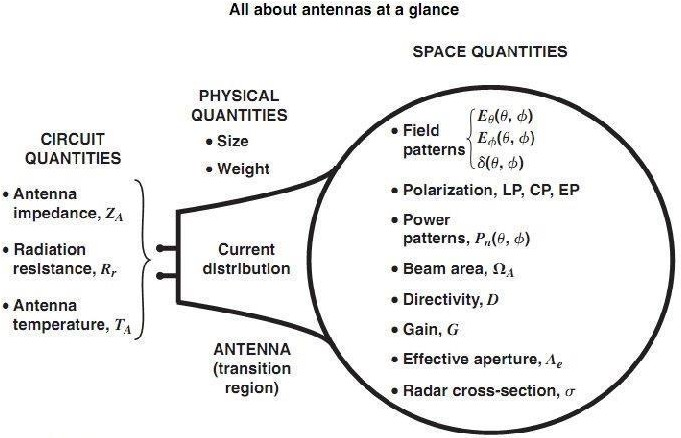 All about antennas at a glance
SPACE QUANTITIES
PHYSICAL
QUANTITIES
• Size
• Weight
CIRCUIT
QUANTITIES
• Antenna
impedance, Z_A
• Radiation
resistance, R_r
• Antenna
temperature, T_A
Current
distribution
ANTENNA
(transition
region)
• Field
patterns
E_θ(θ, ϕ)
E_ϕ(θ, ϕ)
δ(θ, ϕ)
• Polarization, LP, CP, EP
• Power
patterns, P_n(θ, ϕ)
• Beam area, Ω_A
• Directivity, D
• Gain, G
• Effective aperture, A_e
• Radar cross-section, σ